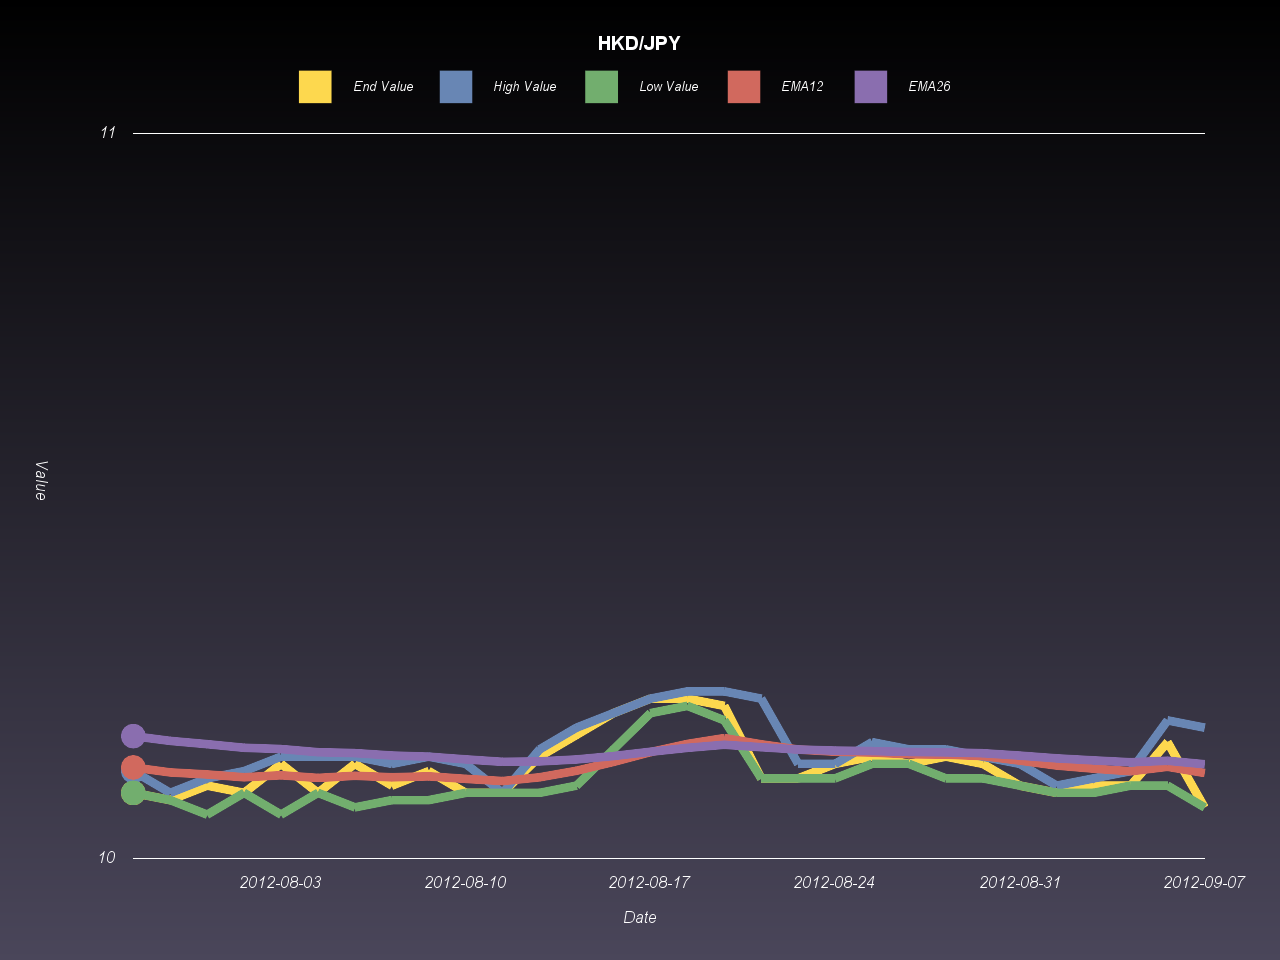 HKD/JPY
End Value High Value Low Value EMA12 EMA26
11
Value
10
2012-08-03 2012-08-10 2012-08-17 2012-08-24 2012-08-31 2012-09-07
Date